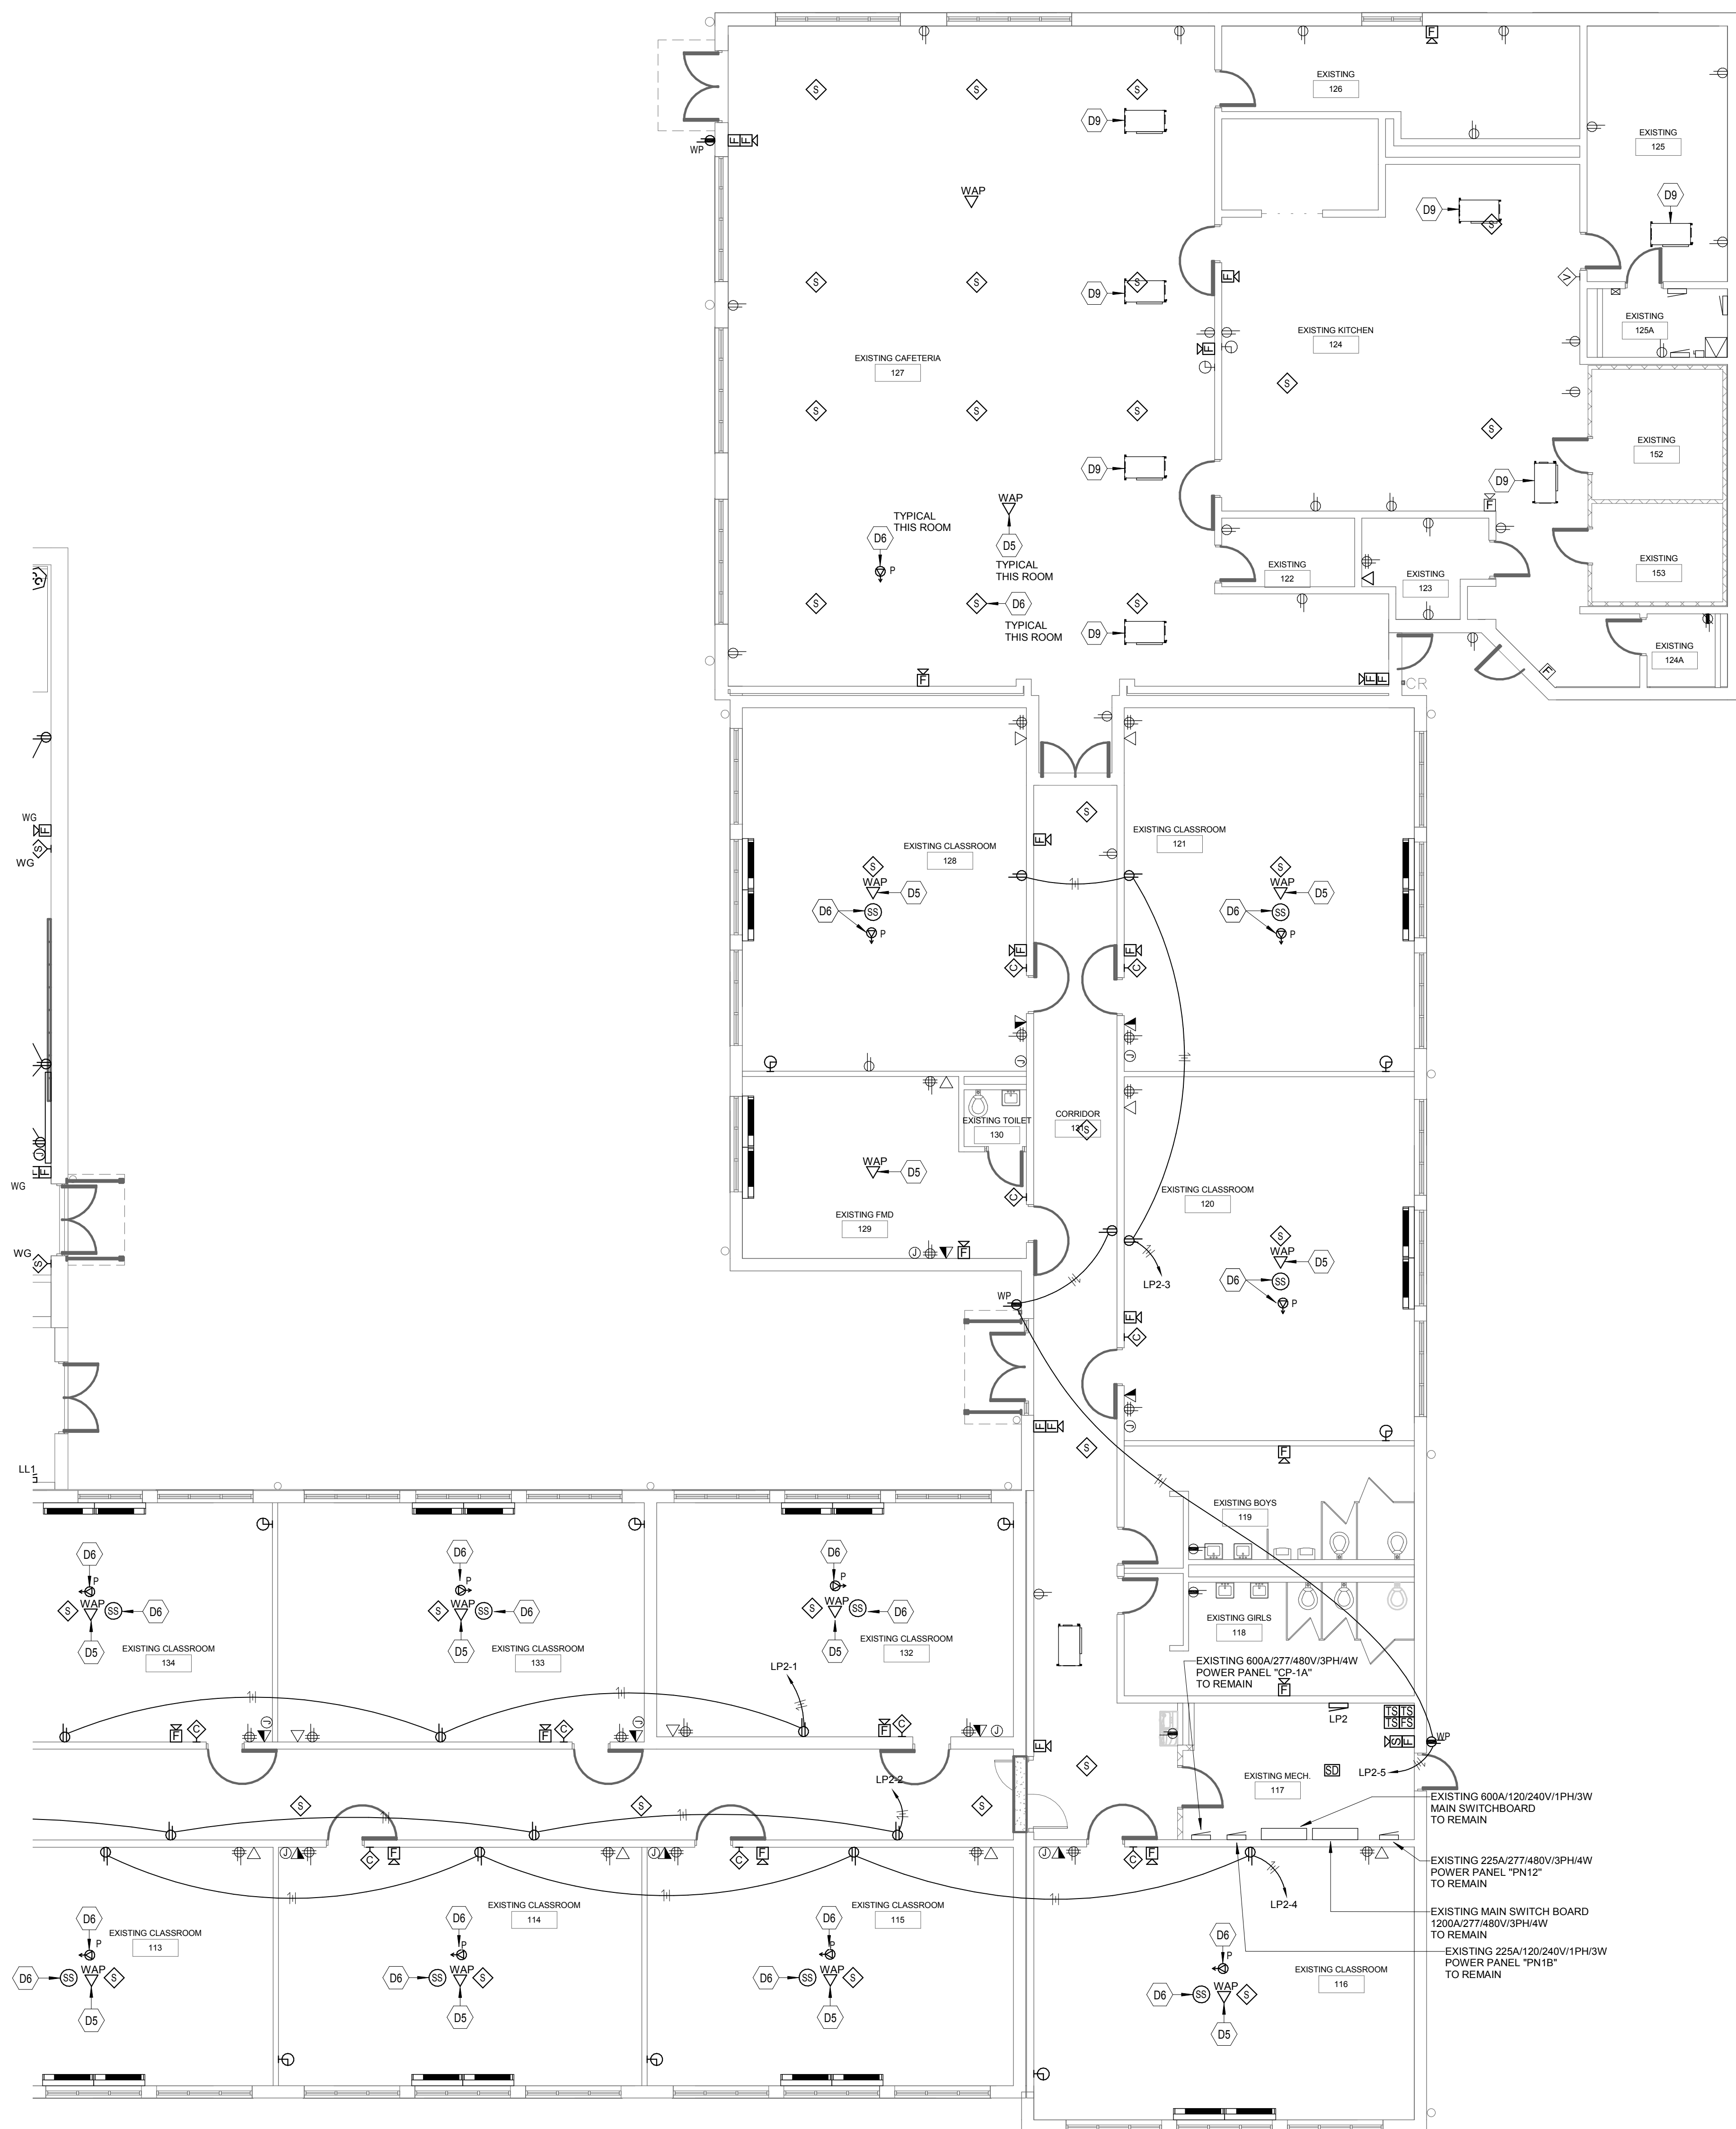 EXISTING
126
EXISTING
125
D9
WP
F F
WAP
D9
D9
D9
EXISTING
125A
EXISTING KITCHEN
124
EXISTING CAFETERIA
127
EXISTING
152
D9
D9
WAP
TYPICAL
THIS ROOM
D6
P
D5
TYPICAL
THIS ROOM
EXISTING
122
EXISTING
123
EXISTING
153
D6
TYPICAL
THIS ROOM
D9
EXISTING
124A
CR
WG
WG
EXISTING CLASSROOM
128
EXISTING CLASSROOM
121
S
WAP
D5
D6
SS
P
S
WAP
D5
D6
SS
P
EXISTING TOILET
130
CORRIDOR
131
WAP
D5
EXISTING FMD
129
EXISTING CLASSROOM
120
WG
WG
S
WAP
D5
D6
SS
P
LP2-3
WP
LL1
EXISTING BOYS
119
EXISTING GIRLS
118
D6
P
WAP
S
SS
D6
D5
EXISTING CLASSROOM
134
D6
P
WAP
S
SS
D6
D5
EXISTING CLASSROOM
133
D6
P
WAP
S
SS
D6
D5
EXISTING CLASSROOM
132
LP2-1
EXISTING 600A/277/480V/3PH/4W
POWER PANEL "CP-1A"
TO REMAIN
LP2
TS TS
TS FS
S F
WP
SD
LP2-5
EXISTING MECH.
117
LP2-2
EXISTING 600A/120/240V/1PH/3W
MAIN SWITCHBOARD
TO REMAIN
EXISTING 225A/277/480V/3PH/4W
POWER PANEL "PN12"
TO REMAIN
EXISTING MAIN SWITCH BOARD
1200A/277/480V/3PH/4W
TO REMAIN
EXISTING 225A/120/240V/1PH/3W
POWER PANEL "PN1B"
TO REMAIN
LP2-4
EXISTING CLASSROOM
113
D6
P
D6
SS
WAP
S
D5
EXISTING CLASSROOM
114
D6
P
D6
SS
WAP
S
D5
EXISTING CLASSROOM
115
D6
P
D6
SS
WAP
S
D5
EXISTING CLASSROOM
116
D6
P
D6
SS
WAP
S
D5